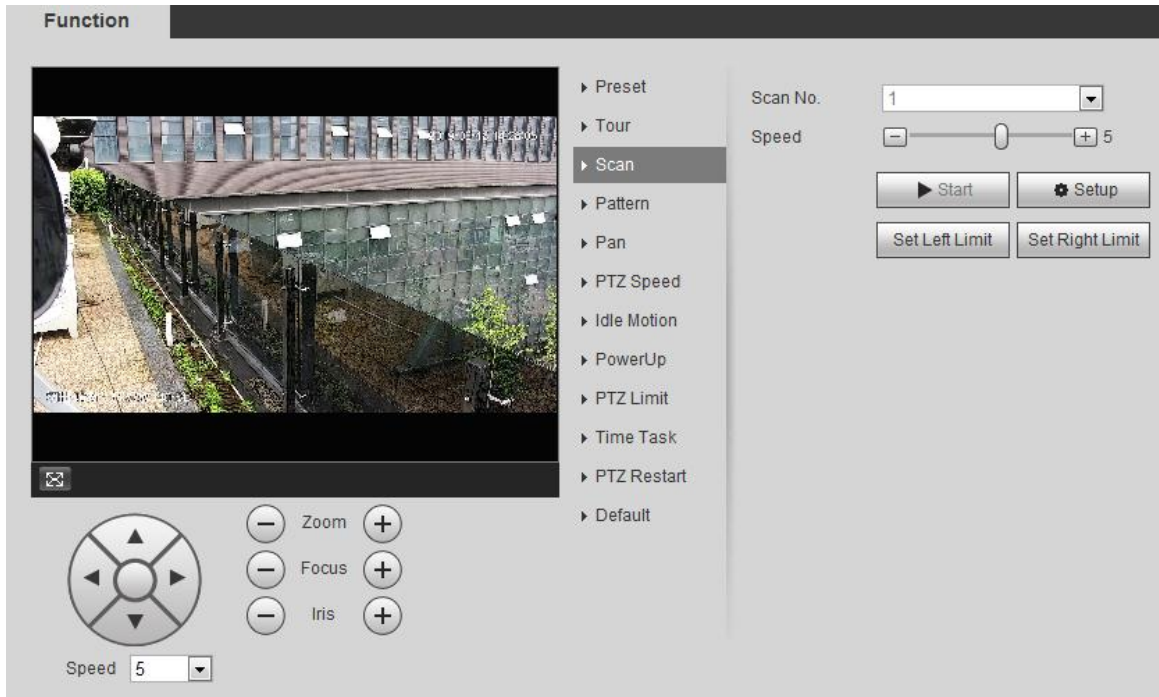 Function
Preset
Tour
Scan
Pattern
Pan
PTZ Speed
Idle Motion
PowerUp
PTZ Limit
Time Task
PTZ Restart
Default
Scan No. 1
Speed 5
Start Setup
Set Left Limit Set Right Limit
Zoom
Focus
Iris
Speed 5